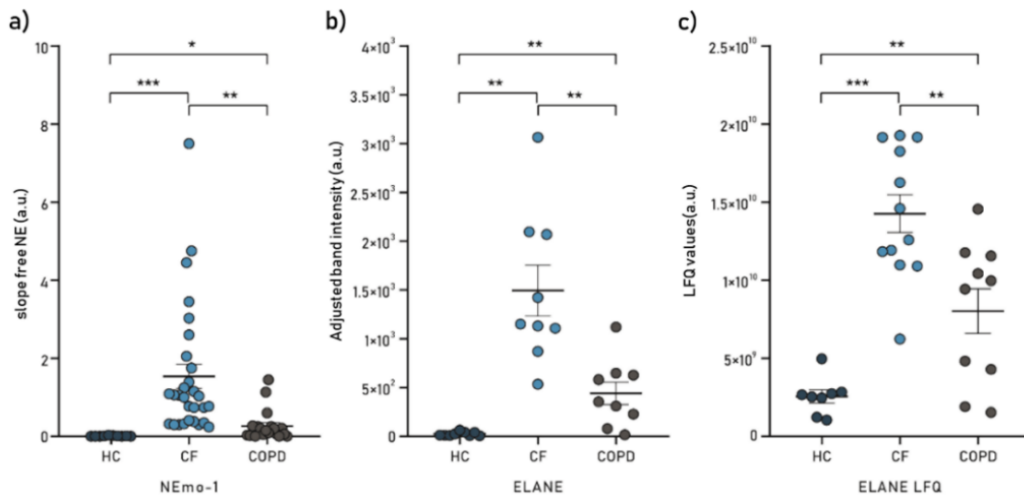 a)
slope free NE (a.u.)
10
8
6
4
2
0
*
***
**
HC
CF
COPD
NEmo-1
b)
Adjusted band intensity (a.u.)
4×10³
3.5×10³
3×10³
2.5×10³
2×10³
1.5×10³
1×10³
5×10²
0
**
**
**
HC
CF
COPD
ELANE
c)
LFQ values(a.u.)
2.5×10¹⁰
2×10¹⁰
1.5×10¹⁰
1×10¹⁰
5×10⁹
0
**
***
**
HC
CF
COPD
ELANE LFQ